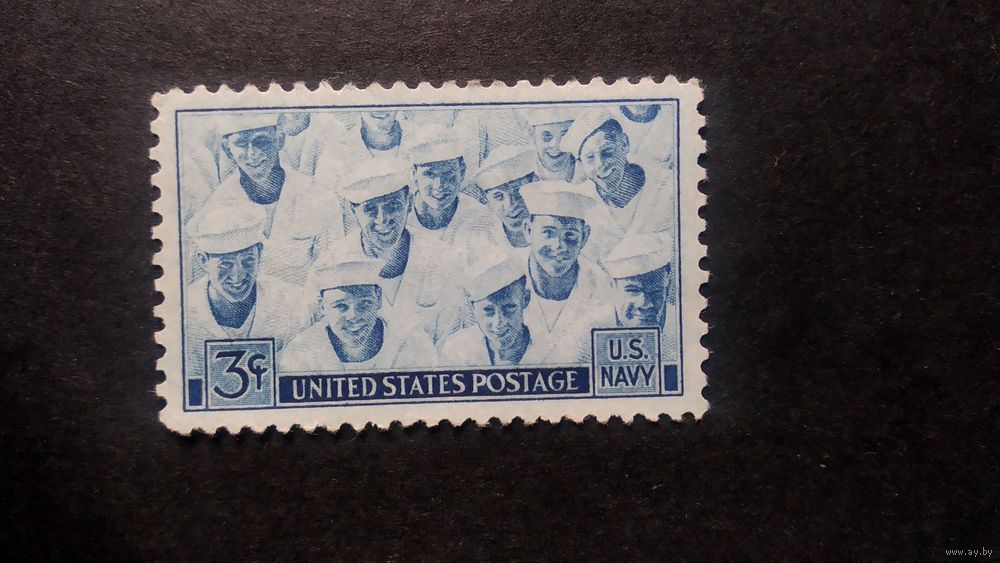 3¢
UNITED STATES POSTAGE
U.S.
NAVY
www.ay.by